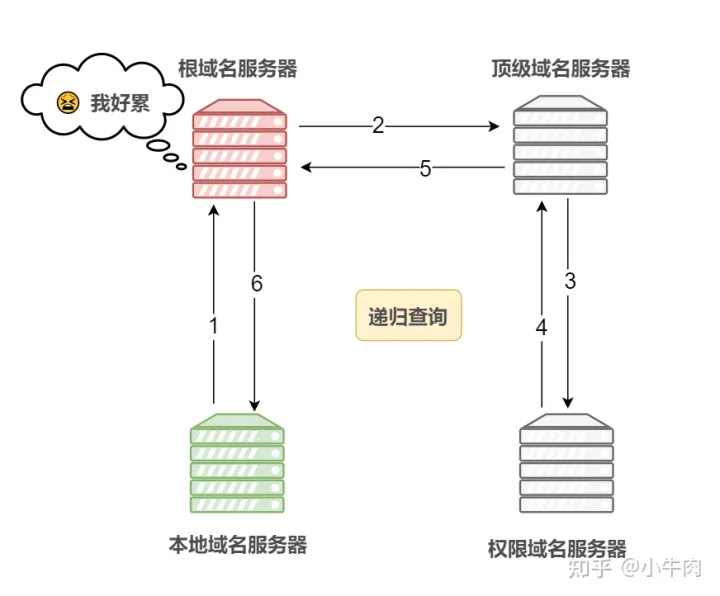 根域名服务器
顶级域名服务器
😫 我好累
2
5
6
3
1
递归查询
4
本地域名服务器
权限域名服务器
知乎 @小牛肉